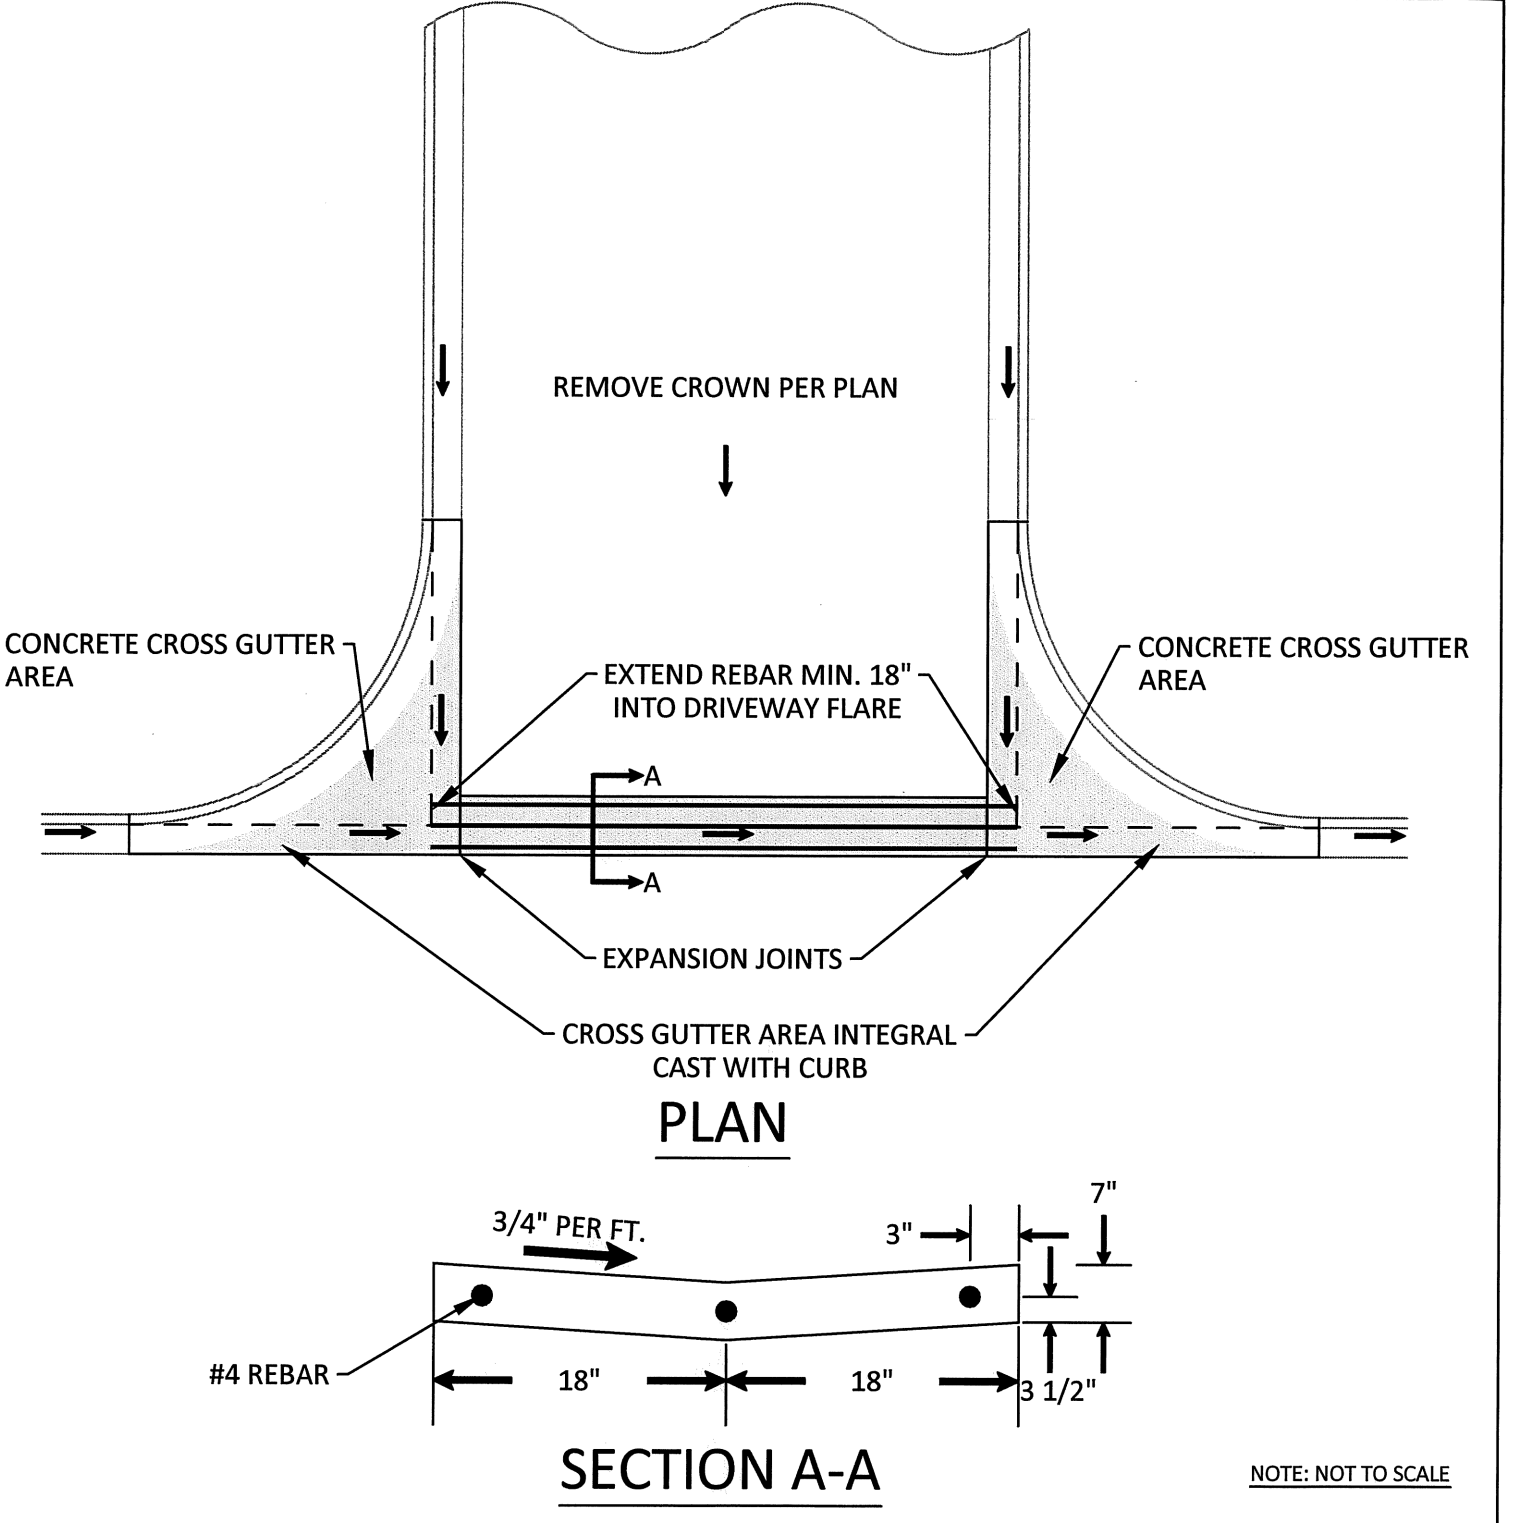 REMOVE CROWN PER PLAN
CONCRETE CROSS GUTTER
AREA
EXTEND REBAR MIN. 18"
INTO DRIVEWAY FLARE
CONCRETE CROSS GUTTER
AREA
A
A
EXPANSION JOINTS
CROSS GUTTER AREA INTEGRAL
CAST WITH CURB
PLAN
3/4" PER FT.
3"
7"
#4 REBAR
18"
18"
3 1/2"
SECTION A-A
NOTE: NOT TO SCALE